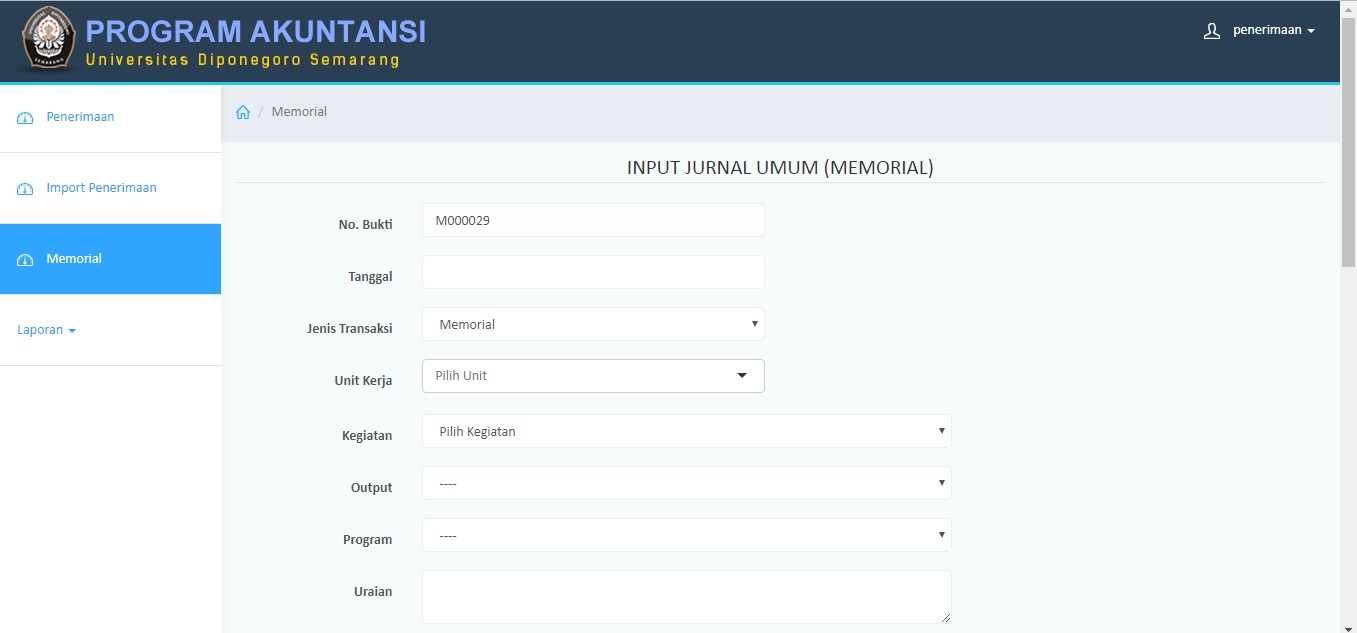 PROGRAM AKUNTANSI
Universitas Diponegoro Semarang
penerimaan
Penerimaan
Import Penerimaan
Memorial
Laporan
/ Memorial
INPUT JURNAL UMUM (MEMORIAL)
No. Bukti M000029
Tanggal
Jenis Transaksi Memorial
Unit Kerja Pilih Unit
Kegiatan Pilih Kegiatan
Output ----
Program ----
Uraian